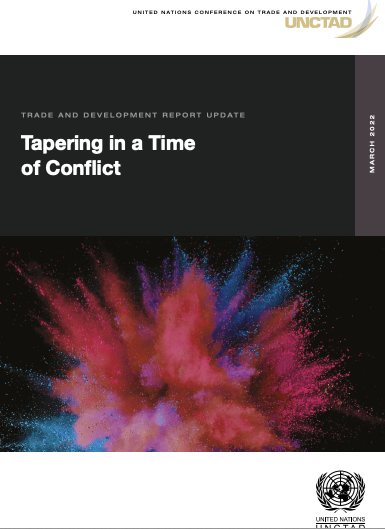 UNITED NATIONS CONFERENCE ON TRADE AND DEVELOPMENT
UNCTAD
TRADE AND DEVELOPMENT REPORT UPDATE
Tapering in a Time
of Conflict
MARCH 2022
UNITED NATIONS
UNCTAD